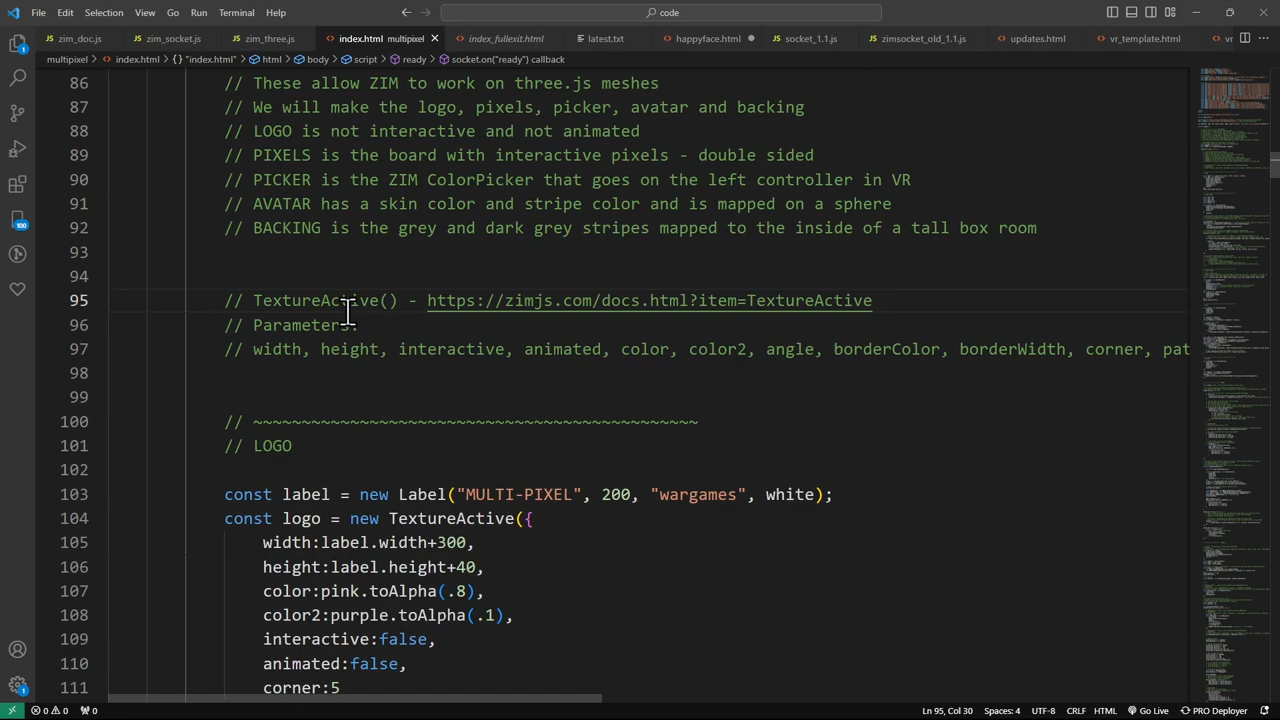 File Edit Selection View Go Run Terminal Help
code
zim_doc.js zim_socket.js zim_three.js index.html multipixel index_fullexit.html latest.txt happyface.html socket_1.1.js zimsocket_old_1.1.js updates.html vr_template.html vr
multipixel > index.html > {} "index.html" > html > body > script > ready > socket.on("ready") callback
86 // These allow ZIM to work on three.js meshes
87 // We will make the logo, pixels, picker, avatar and backing
88 // LOGO is not interactive and not animated
89 // PIXELS is the board with interactive pixels - double sided
90 // PICKER is the ZIM ColorPicker that goes on the left controller in VR
91 // AVATAR has a skin color and stripe color and is mapped on a sphere
92 // BACKING is the grey and dark grey stripes mapped to the inside of a tall box room
93
94
95 // TextureActive() - https://zimjs.com/docs.html?item=TextureActive
96 // Parameters
97 // width, height, interactive, animated, color, color2, borderColor, borderWidth, corner, pat
98
99
100 // ~~~~~~~~~~~~~~~~~~~~~~~~~~~~~~~~~~~~~~~~~~~~~~
101 // LOGO
102
103 const label = new Label("MULTI PIXEL", 200, "wargames", white);
104 const logo = new TextureActive({
105 width:label.width+300,
106 height:label.height+40,
107 color:pink.toAlpha(.3),
108 color2:purple.toAlpha(.1),
109 interactive:false,
110 animated:false,
111 corner:5
100
1
1
0 0 0 Ln 95, Col 30 Spaces: 4 UTF-8 CRLF HTML Go Live PRO Deployer